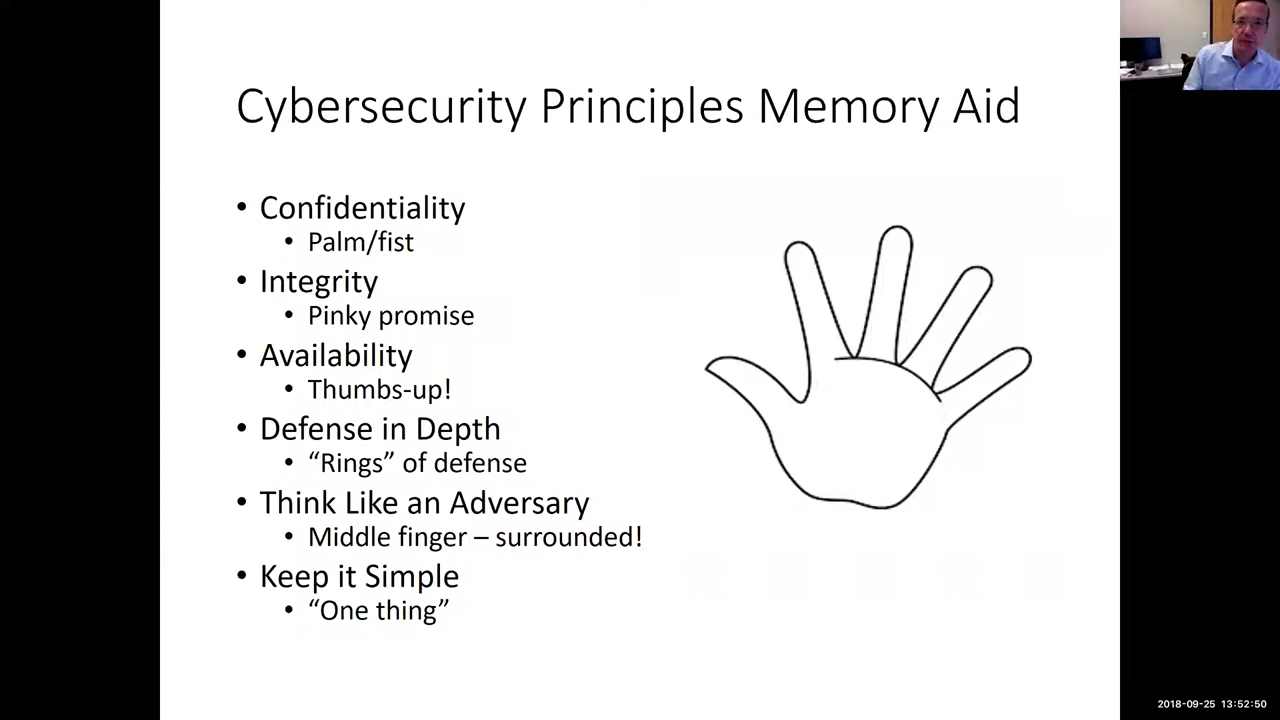 Cybersecurity Principles Memory Aid
• Confidentiality
• Palm/fist
• Integrity
• Pinky promise
• Availability
• Thumbs-up!
• Defense in Depth
• “Rings” of defense
• Think Like an Adversary
• Middle finger – surrounded!
• Keep it Simple
• “One thing”
2018-09-25 13:52:50